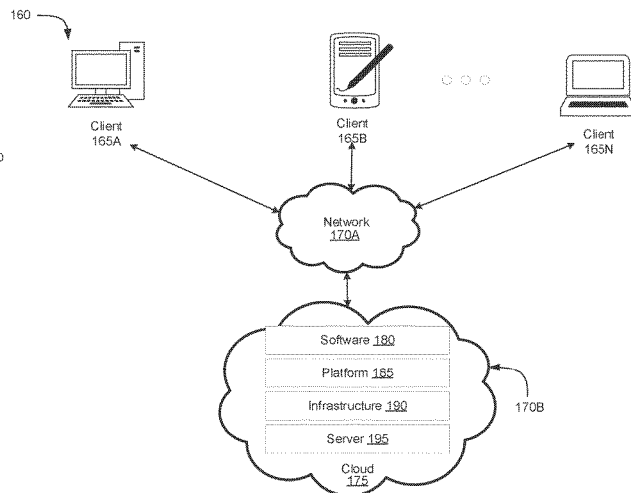 160
Client
165A
Client
165B
Client
165N
Network
170A
Software 180
Platform 185
Infrastructure 190
Server 195
170B
Cloud
175